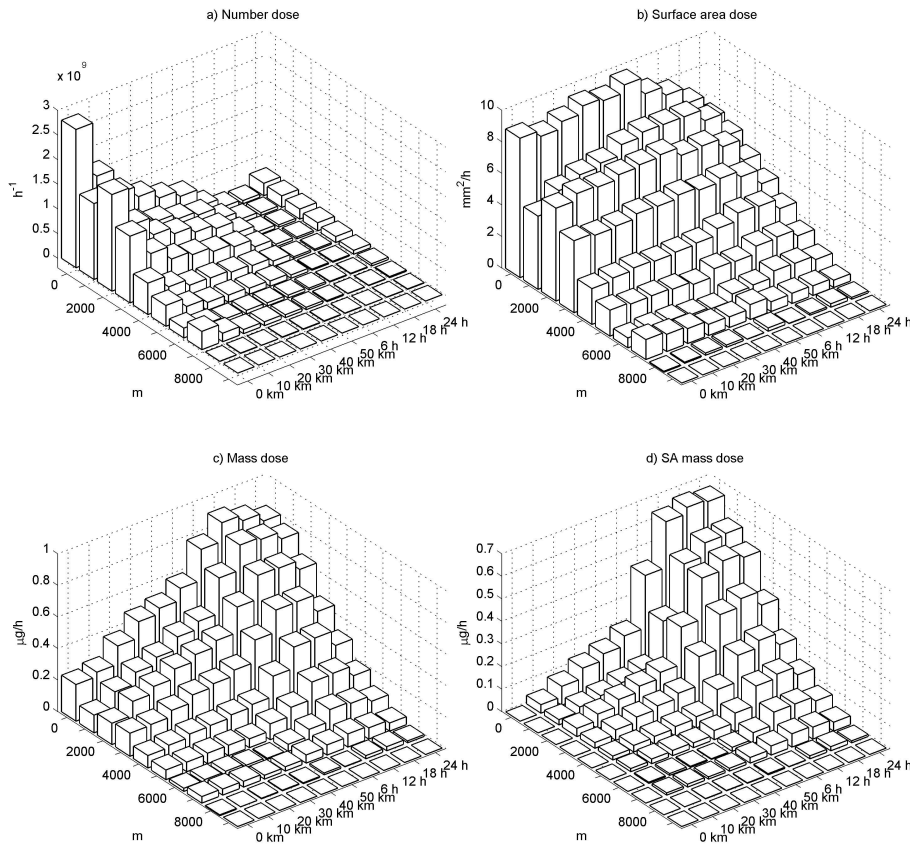 a) Number dose
x 10^9
3
2.5
2
1.5
1
0.5
0
h^-1
0
2000
4000
6000
8000
m
0 km
10 km
20 km
30 km
40 km
50 km
6 h
12 h
18 h
24 h
b) Surface area dose
10
8
6
4
2
0
mm^2/h
0
2000
4000
6000
8000
m
0 km
10 km
20 km
30 km
40 km
50 km
6 h
12 h
18 h
24 h
c) Mass dose
1
0.8
0.6
0.4
0.2
0
μg/h
0
2000
4000
6000
8000
m
0 km
10 km
20 km
30 km
40 km
50 km
6 h
12 h
18 h
24 h
d) SA mass dose
0.7
0.6
0.5
0.4
0.3
0.2
0.1
0
μg/h
0
2000
4000
6000
8000
m
0 km
10 km
20 km
30 km
40 km
50 km
6 h
12 h
18 h
24 h